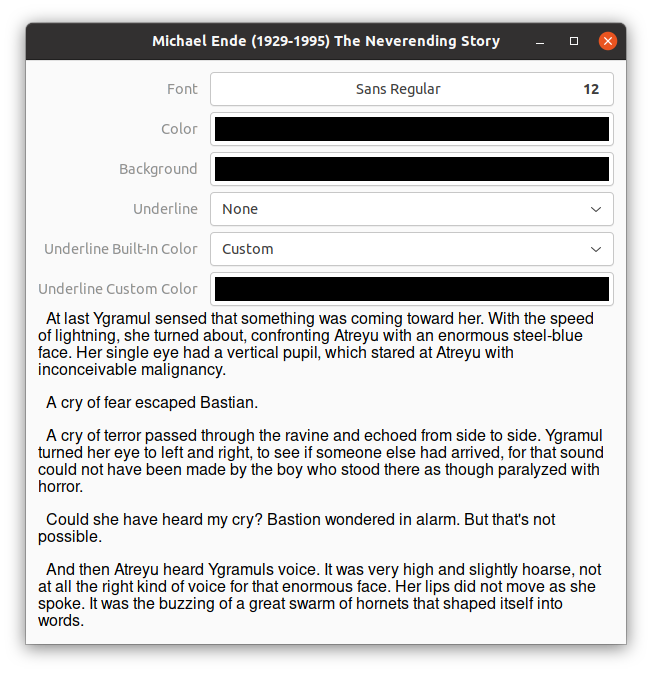 Michael Ende (1929-1995) The Neverending Story
Font Sans Regular 12
Color
Background
Underline None
Underline Built-In Color Custom
Underline Custom Color
At last Ygramul sensed that something was coming toward her. With the speed
of lightning, she turned about, confronting Atreyu with an enormous steel-blue
face. Her single eye had a vertical pupil, which stared at Atreyu with
inconceivable malignancy.
A cry of fear escaped Bastian.
A cry of terror passed through the ravine and echoed from side to side. Ygramul
turned her eye to left and right, to see if someone else had arrived, for that sound
could not have been made by the boy who stood there as though paralyzed with
horror.
Could she have heard my cry? Bastion wondered in alarm. But that's not
possible.
And then Atreyu heard Ygramuls voice. It was very high and slightly hoarse, not
at all the right kind of voice for that enormous face. Her lips did not move as she
spoke. It was the buzzing of a great swarm of hornets that shaped itself into
words.